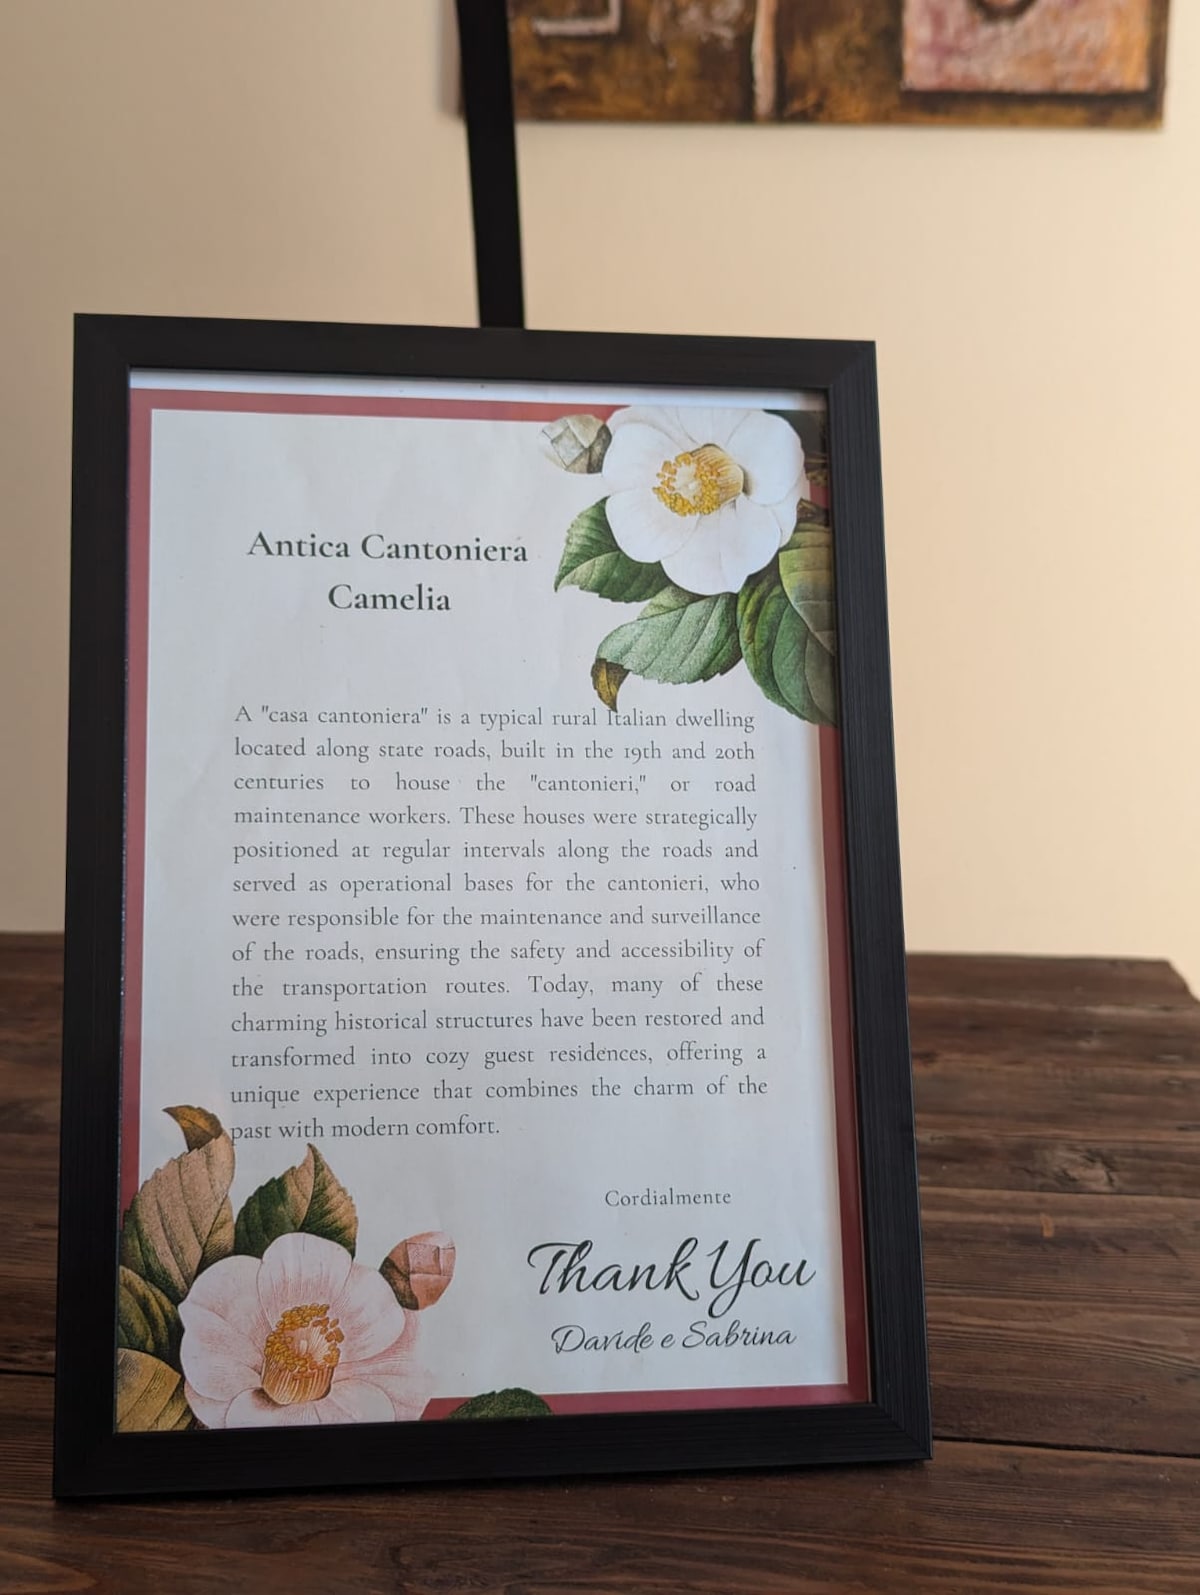 Antica Cantoniera
Camelia
A "casa cantoniera" is a typical rural Italian dwelling
located along state roads, built in the 19th and 20th
centuries to house the "cantonieri," or road
maintenance workers. These houses were strategically
positioned at regular intervals along the roads and
served as operational bases for the cantonieri, who
were responsible for the maintenance and surveillance
of the roads, ensuring the safety and accessibility of
the transportation routes. Today, many of these
charming historical structures have been restored and
transformed into cozy guest residences, offering a
unique experience that combines the charm of the
past with modern comfort.
Cordialmente
Thank You
Davide e Sabrina